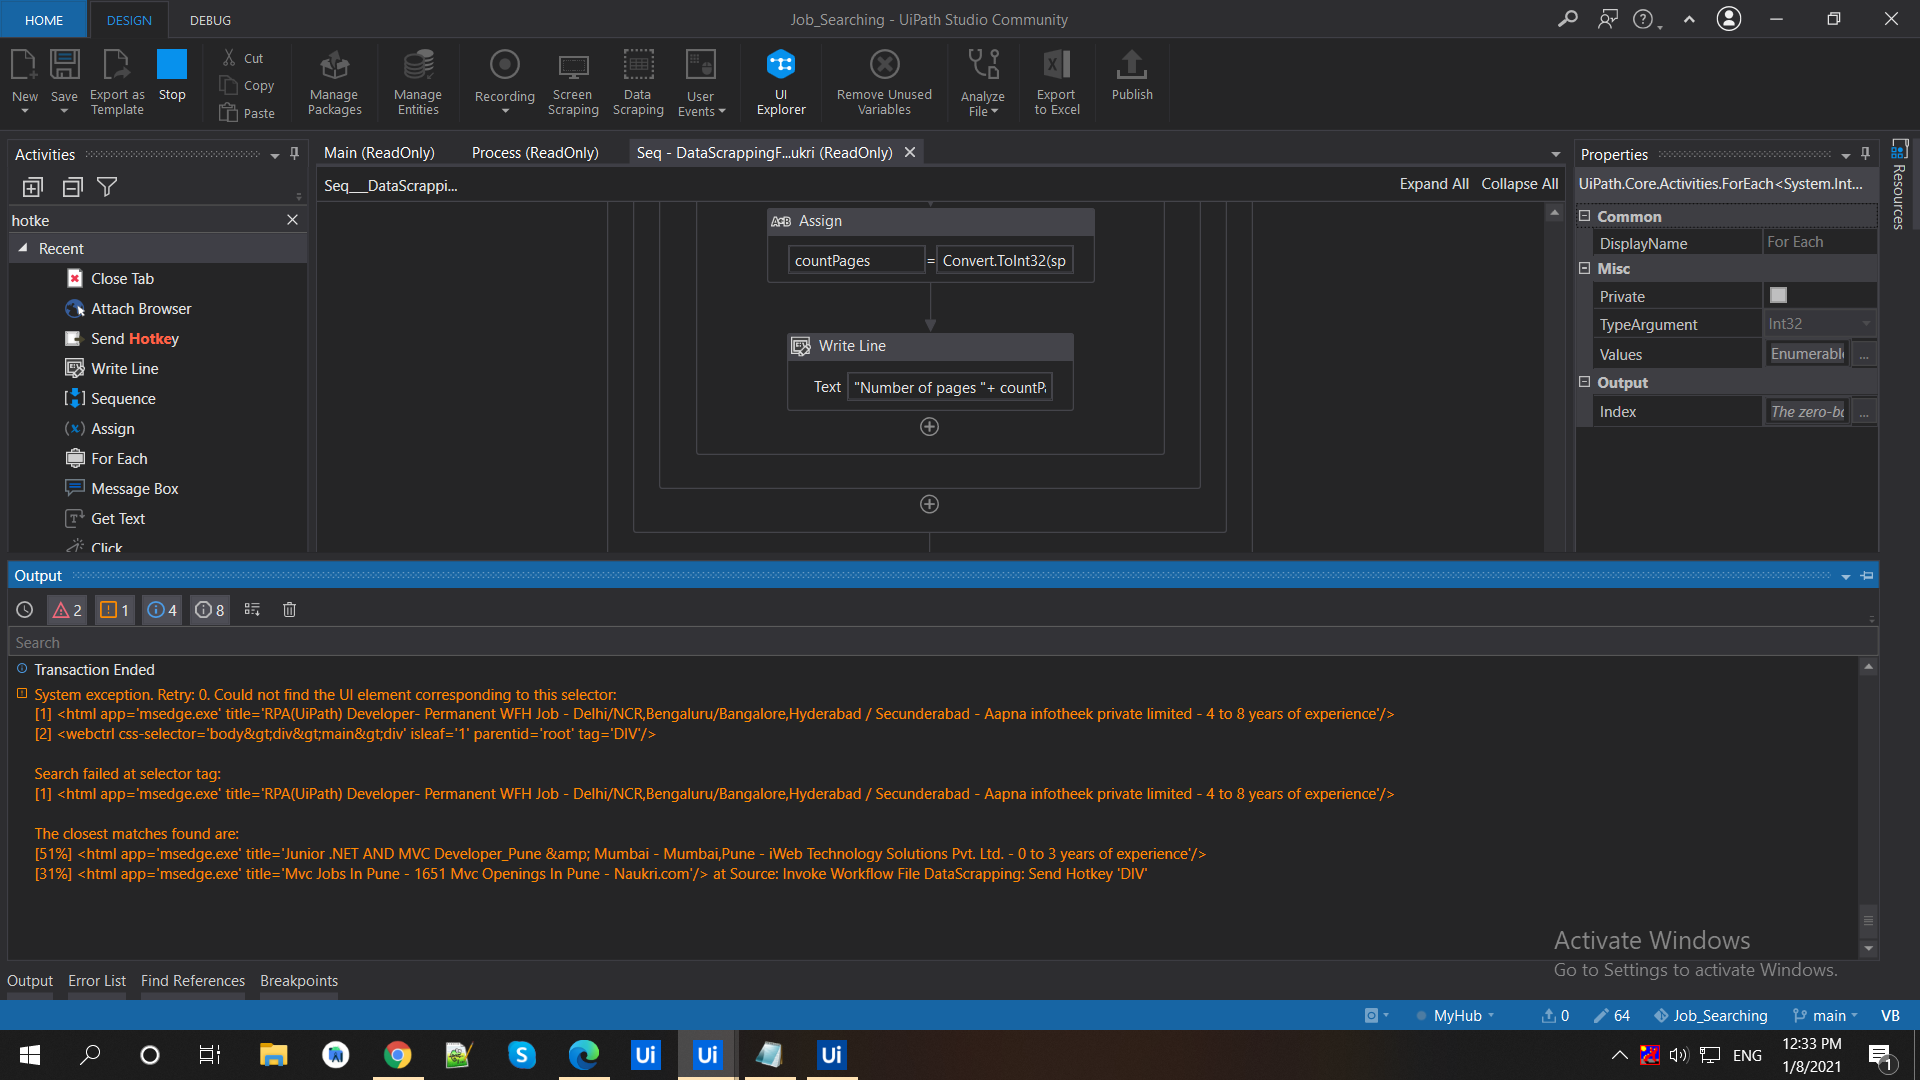 HOME
DESIGN
DEBUG
Job_Searching - UiPath Studio Community
New
Save
Export as
Template
Stop
Cut
Copy
Paste
Manage
Packages
Manage
Entities
Recording
Screen
Scraping
Data
Scraping
User
Events
UI
Explorer
Remove Unused
Variables
Analyze
File
Export
to Excel
Publish
Activities
Main (ReadOnly)
Process (ReadOnly)
Seq - DataScrappingF...ukri (ReadOnly)
Properties
Resources
Seq___DataScrappi...
Expand All
Collapse All
UiPath.Core.Activities.ForEach<System.Int...
hotke
Recent
Close Tab
Attach Browser
Send Hotkey
Write Line
Sequence
Assign
For Each
Message Box
Get Text
Click
Assign
countPages
=
Convert.ToInt32(sp
Write Line
Text
"Number of pages "+ countPa
Common
DisplayName
For Each
Misc
Private
TypeArgument
Int32
Values
Enumerable
...
Output
Index
The zero-ba
...
Output
2
1
4
8
Search
Transaction Ended
System exception. Retry: 0. Could not find the UI element corresponding to this selector:
[1] <html app='msedge.exe' title='RPA(UiPath) Developer- Permanent WFH Job - Delhi/NCR,Bengaluru/Bangalore,Hyderabad / Secunderabad - Aapna infotheek private limited - 4 to 8 years of experience'/>
[2] <webctrl css-selector='body&gt;div&gt;main&gt;div' isleaf='1' parentid='root' tag='DIV'/>
Search failed at selector tag:
[1] <html app='msedge.exe' title='RPA(UiPath) Developer- Permanent WFH Job - Delhi/NCR,Bengaluru/Bangalore,Hyderabad / Secunderabad - Aapna infotheek private limited - 4 to 8 years of experience'/>
The closest matches found are:
[51%] <html app='msedge.exe' title='Junior .NET AND MVC Developer_Pune &amp; Mumbai - Mumbai,Pune - iWeb Technology Solutions Pvt. Ltd. - 0 to 3 years of experience'/>
[31%] <html app='msedge.exe' title='Mvc Jobs In Pune - 1651 Mvc Openings In Pune - Naukri.com'/> at Source: Invoke Workflow File DataScrapping: Send Hotkey 'DIV'
Activate Windows
Go to Settings to activate Windows.
Output
Error List
Find References
Breakpoints
MyHub
0
64
Job_Searching
main
VB
Ui
Ui
Ui
ENG
12:33 PM
1/8/2021
1